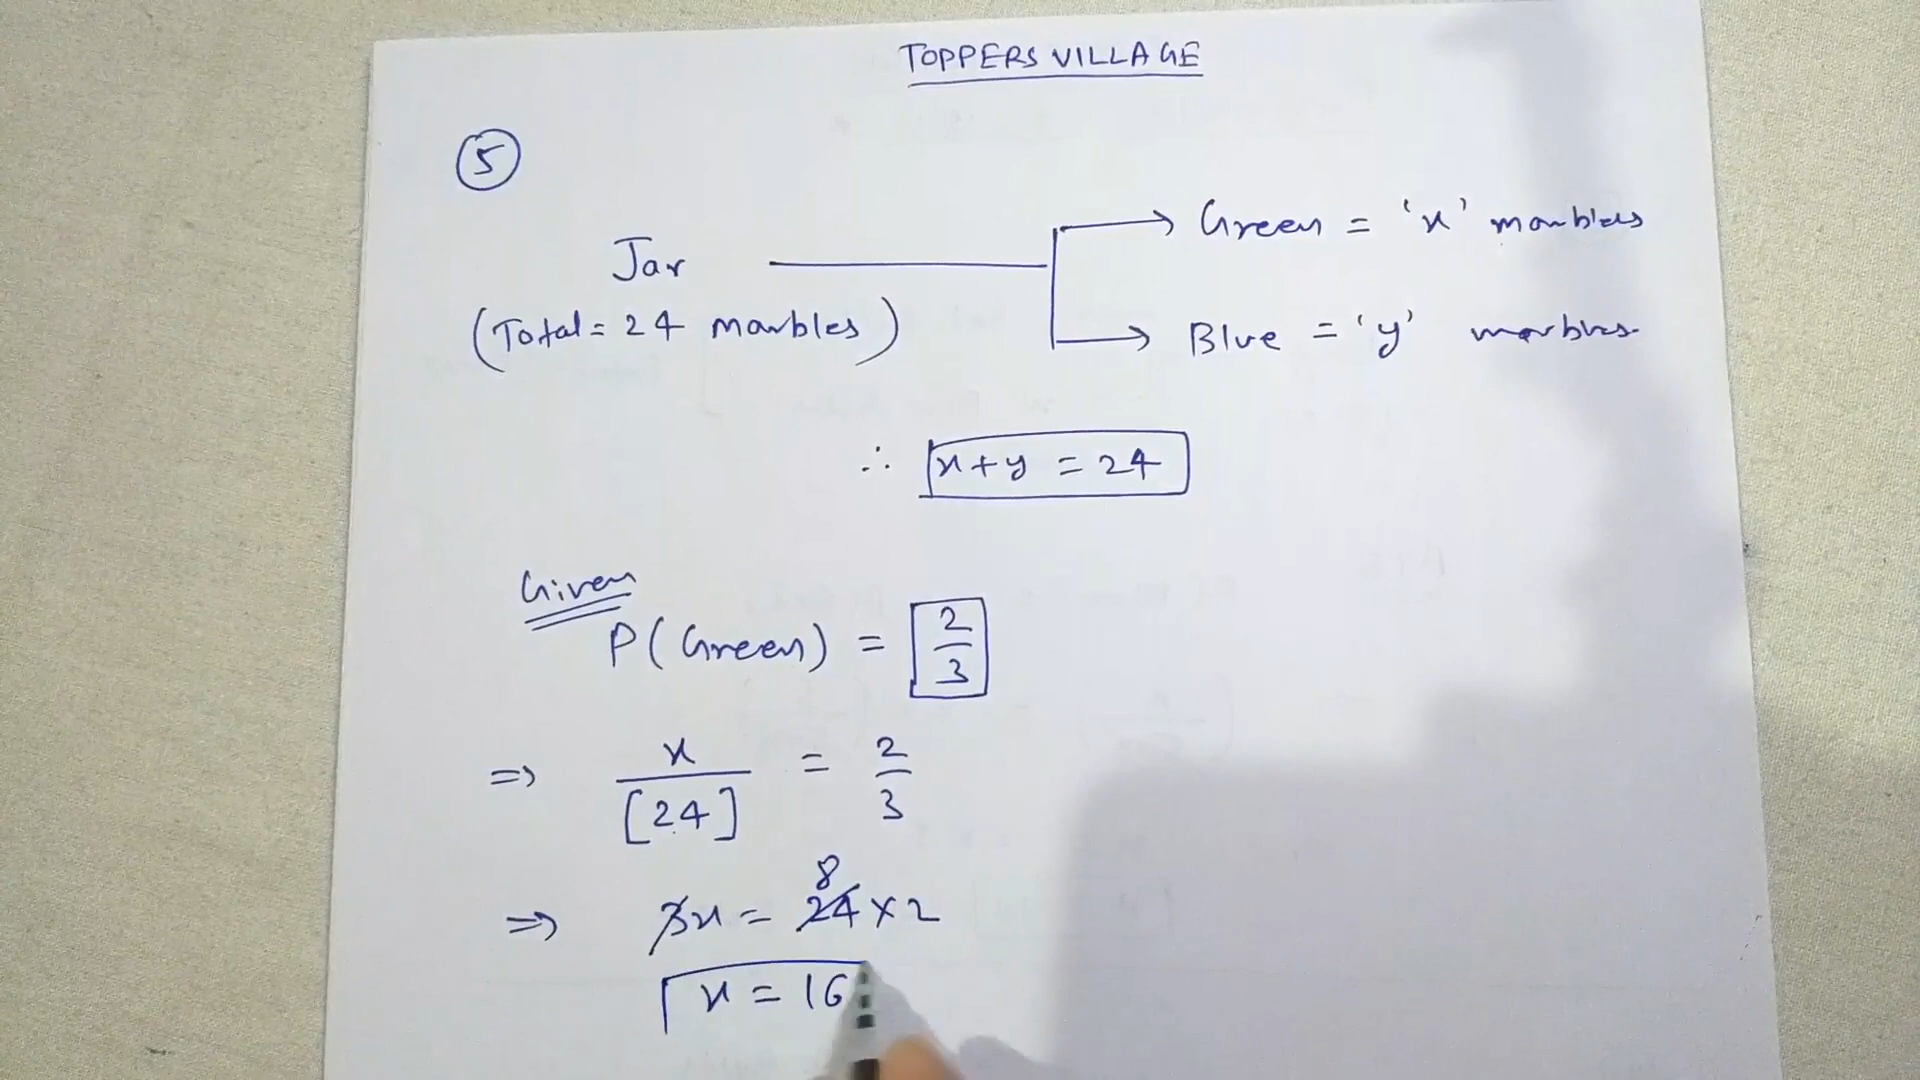 TOPPERS VILLAGE
5
Jar
(Total = 24 marbles)
Green = 'x' marbles
Blue = 'y' marbles.
∴ x+y = 24
Given
P(Green) = 2/3
=> x/[24] = 2/3
8
=> 3x = 24 × 2
x = 16